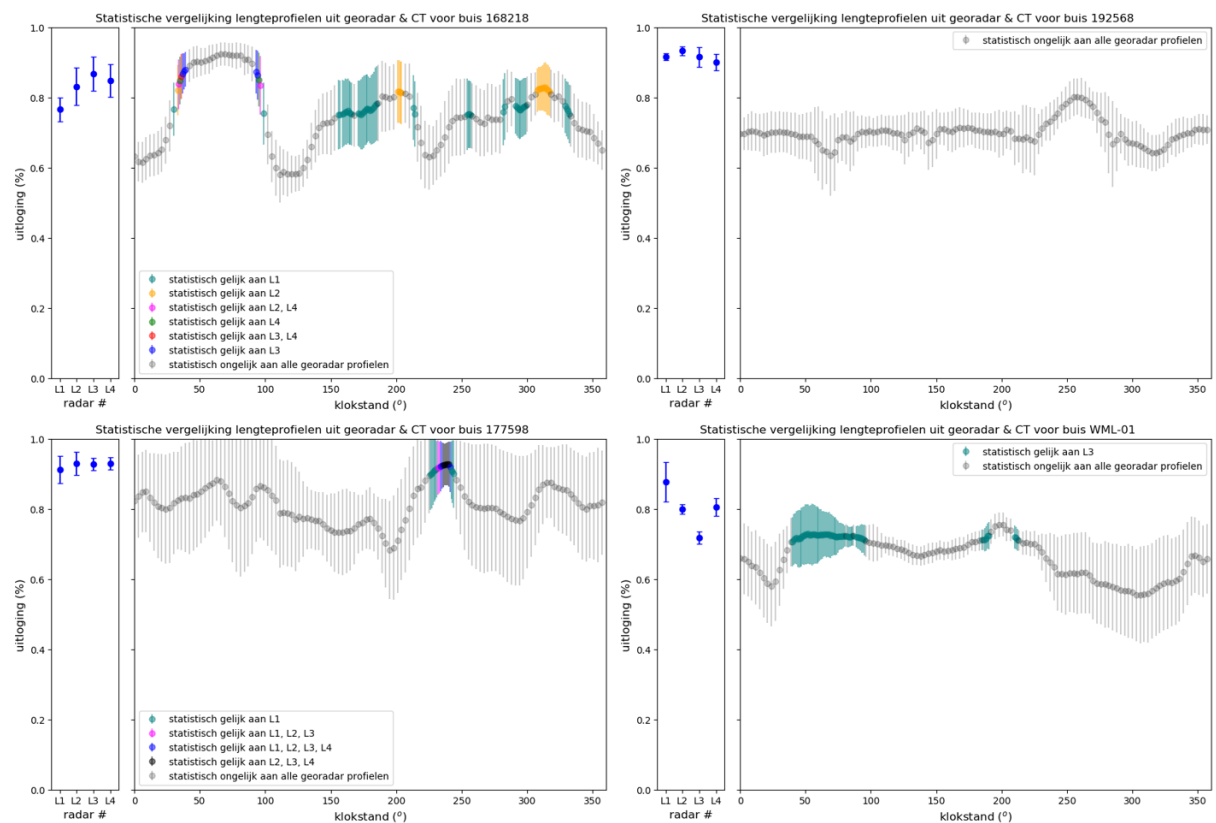 Statistische vergelijking lengteprofielen uit georadar & CT voor buis 168218
1.0
0.8
0.6
0.4
0.2
0.0
uitloging (%)
L1 L2 L3 L4
radar #
statistisch gelijk aan L1
statistisch gelijk aan L2
statistisch gelijk aan L2, L4
statistisch gelijk aan L4
statistisch gelijk aan L3, L4
statistisch gelijk aan L3
statistisch ongelijk aan alle georadar profielen
0 50 100 150 200 250 300 350
klokstand (°)
Statistische vergelijking lengteprofielen uit georadar & CT voor buis 192568
1.0
0.8
0.6
0.4
0.2
0.0
uitloging (%)
L1 L2 L3 L4
radar #
statistisch ongelijk aan alle georadar profielen
0 50 100 150 200 250 300 350
klokstand (°)
Statistische vergelijking lengteprofielen uit georadar & CT voor buis 177598
1.0
0.8
0.6
0.4
0.2
0.0
uitloging (%)
L1 L2 L3 L4
radar #
statistisch gelijk aan L1
statistisch gelijk aan L1, L2, L3
statistisch gelijk aan L1, L2, L3, L4
statistisch gelijk aan L2, L3, L4
statistisch ongelijk aan alle georadar profielen
0 50 100 150 200 250 300 350
klokstand (°)
Statistische vergelijking lengteprofielen uit georadar & CT voor buis WML-01
1.0
0.8
0.6
0.4
0.2
0.0
uitloging (%)
L1 L2 L3 L4
radar #
statistisch gelijk aan L3
statistisch ongelijk aan alle georadar profielen
0 50 100 150 200 250 300 350
klokstand (°)